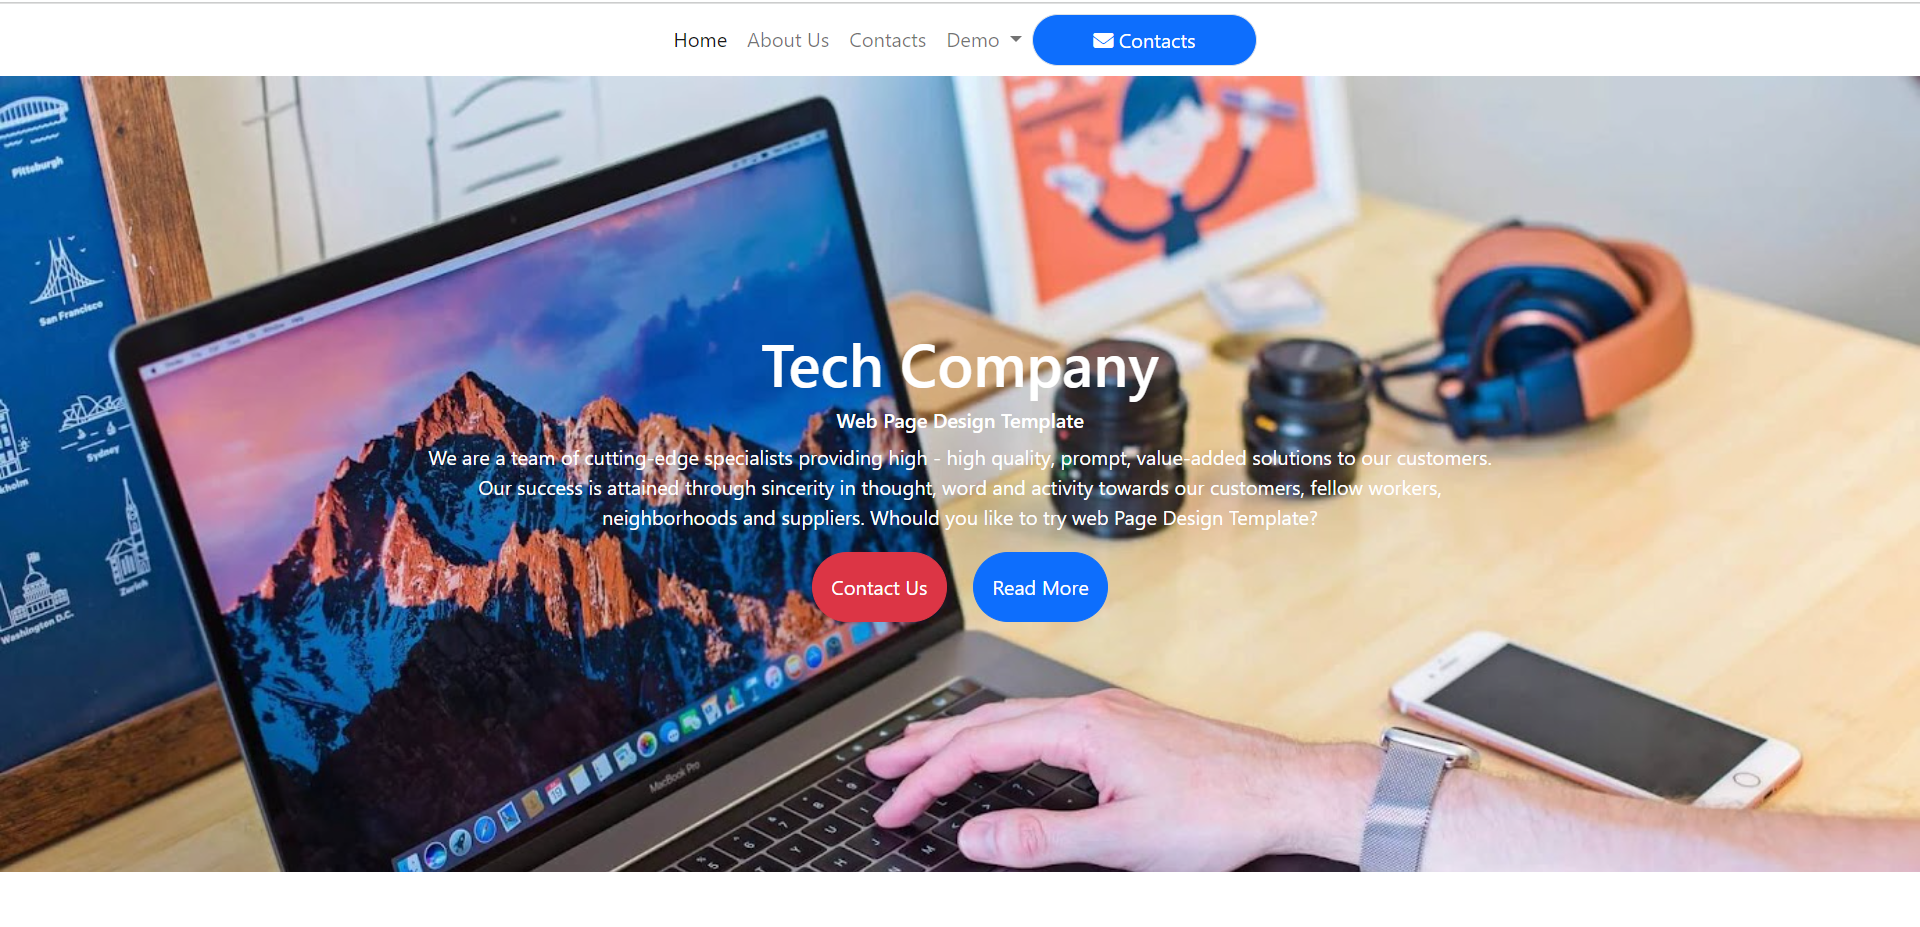 Home About Us Contacts Demo Contacts
Pittsburgh
San Francisco
Sydney
Zurich
Washington D.C.
Tech Company
Web Page Design Template
We are a team of cutting-edge specialists providing high - high quality, prompt, value-added solutions to our customers.
Our success is attained through sincerity in thought, word and activity towards our customers, fellow workers,
neighborhoods and suppliers. Whould you like to try web Page Design Template?
Contact Us Read More
MacBook Pro